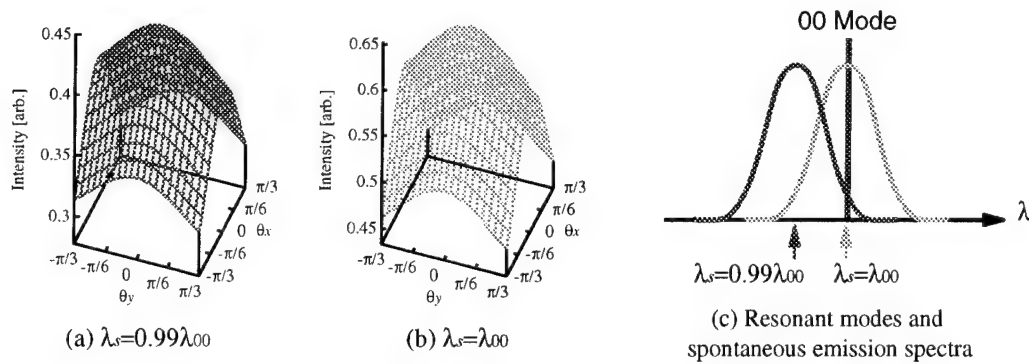 0.45
0.4
0.35
0.3
Intensity [arb.]
-π/3
-π/6
0
π/6
π/3
θy
-π/3
-π/6
0
π/6
π/3
θx
(a) λs=0.99λ00
0.65
0.6
0.55
0.5
0.45
Intensity [arb.]
-π/3
-π/6
0
π/6
π/3
θy
-π/3
-π/6
0
π/6
π/3
θx
(b) λs=λ00
00 Mode
λ
λs=0.99λ00
λs=λ00
(c) Resonant modes and
spontaneous emission spectra